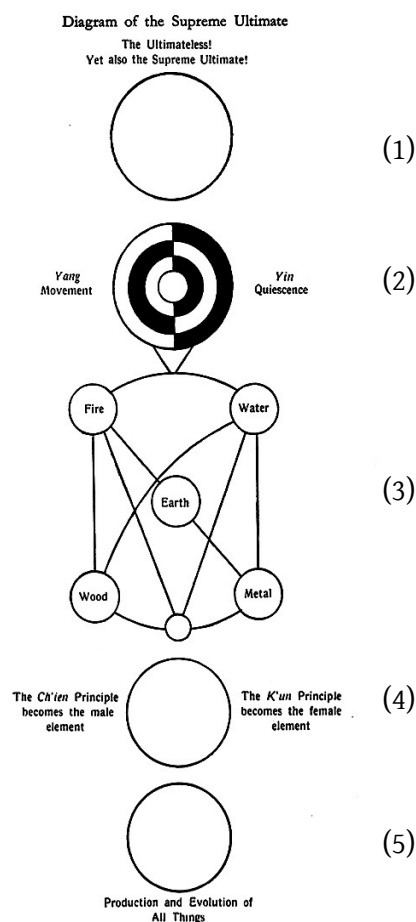 Diagram of the Supreme Ultimate
The Ultimateless!
Yet also the Supreme Ultimate!
(1)
Yang
Movement
Yin
Quiescence
(2)
Fire
Water
Earth
(3)
Wood
Metal
The Ch'ien Principle
becomes the male
element
The K'un Principle
becomes the female
element
(4)
(5)
Production and Evolution of
All Things